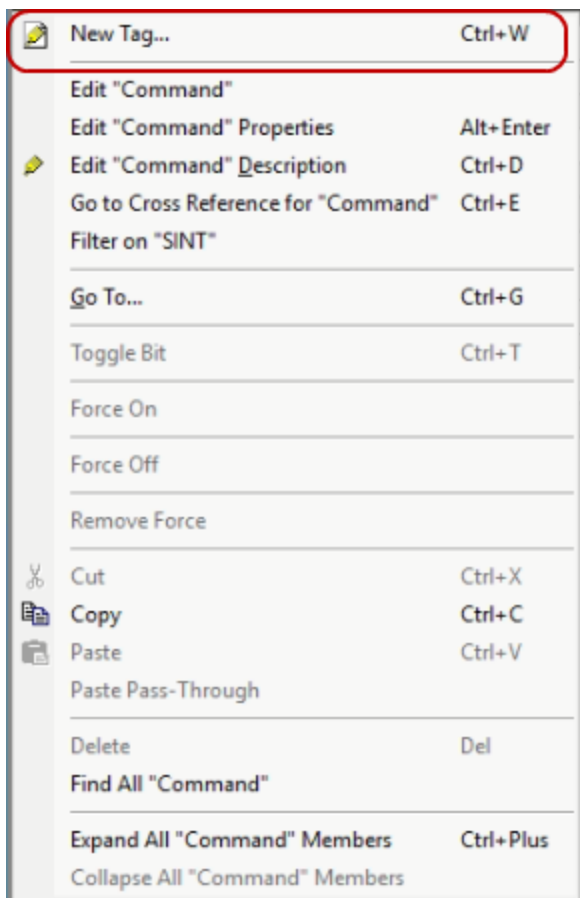 New Tag... Ctrl+W
Edit "Command"
Edit "Command" Properties Alt+Enter
Edit "Command" Description Ctrl+D
Go to Cross Reference for "Command" Ctrl+E
Filter on "SINT"
Go To... Ctrl+G
Toggle Bit Ctrl+T
Force On
Force Off
Remove Force
Cut Ctrl+X
Copy Ctrl+C
Paste Ctrl+V
Paste Pass-Through
Delete Del
Find All "Command"
Expand All "Command" Members Ctrl+Plus
Collapse All "Command" Members